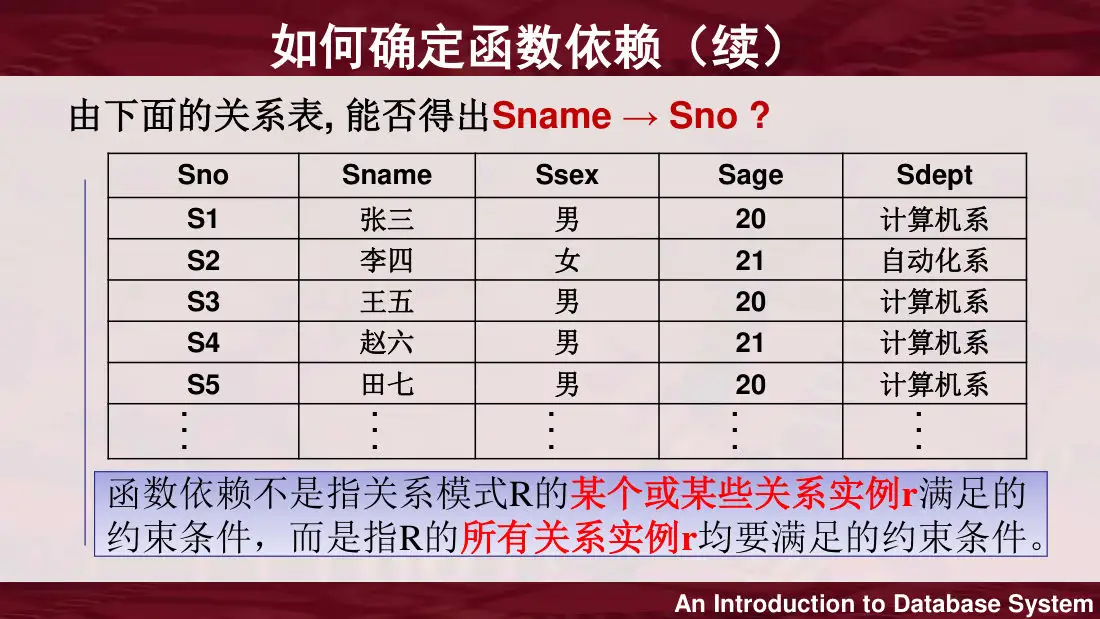 如何确定函数依赖（续）
由下面的关系表, 能否得出Sname → Sno ?
Sno Sname Ssex Sage Sdept
S1 张三 男 20 计算机系
S2 李四 女 21 自动化系
S3 王五 男 20 计算机系
S4 赵六 男 21 计算机系
S5 田七 男 20 计算机系
⋮ ⋮ ⋮ ⋮ ⋮
函数依赖不是指关系模式R的某个或某些关系实例r满足的
约束条件，而是指R的所有关系实例r均要满足的约束条件。
An Introduction to Database System